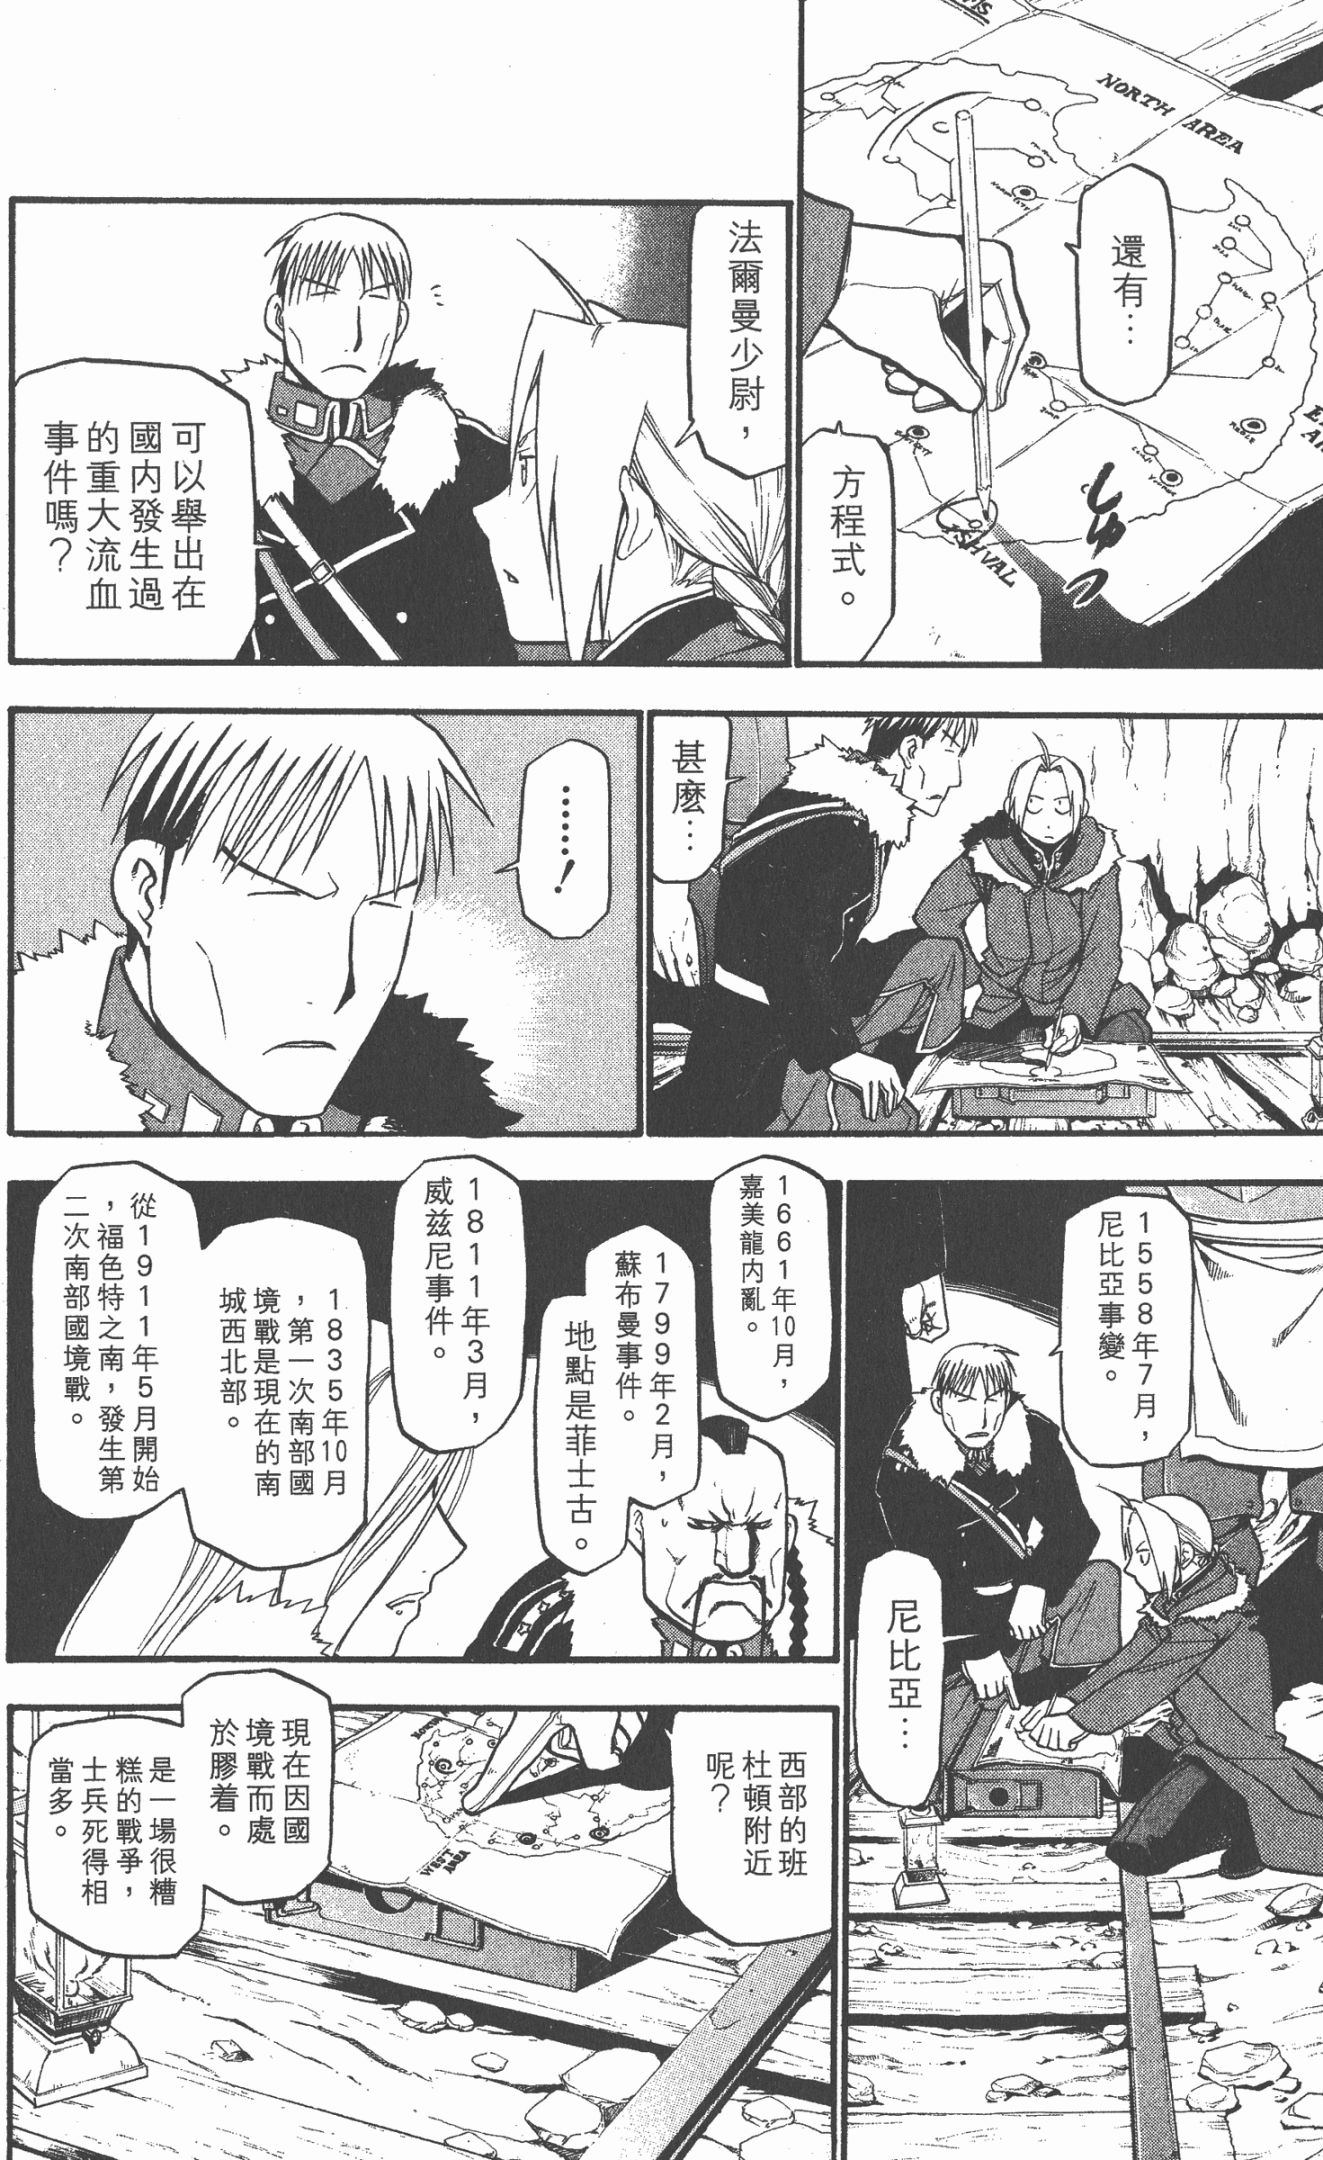 NORTH AREA
還有…
方程式。
ISHVAL
しゅっ
法爾曼少尉，
可以舉出在
國內發生過
的重大流血
事件嗎？
甚麼…
……！
1558年7月，
尼比亞事變。
尼比亞…
1661年10月，
嘉美龍內亂。
1799年2月，
蘇布曼事件。
地點是菲士古。
1811年3月，
威茲尼事件。
1835年10月
，第一次南部國
境戰是現在的南
城西北部。
從1911年5月開始
，福色特之南，發生第
二次南部國境戰。
西部的班
杜頓附近
呢？
WEST
AREA
現在因國
境戰而處
於膠着。
是一場很糟
糕的戰爭，
士兵死得相
當多。